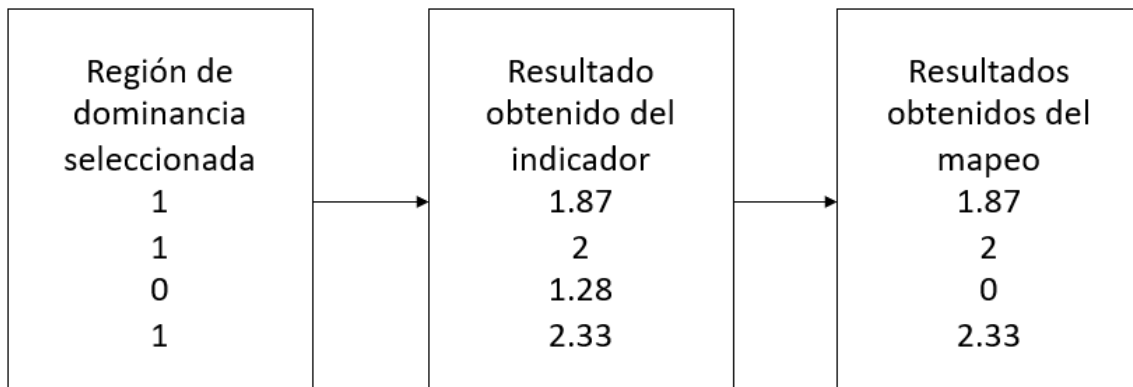 Región de
dominancia
seleccionada
1
1
0
1
Resultado
obtenido del
indicador
1.87
2
1.28
2.33
Resultados
obtenidos del
mapeo
1.87
2
0
2.33